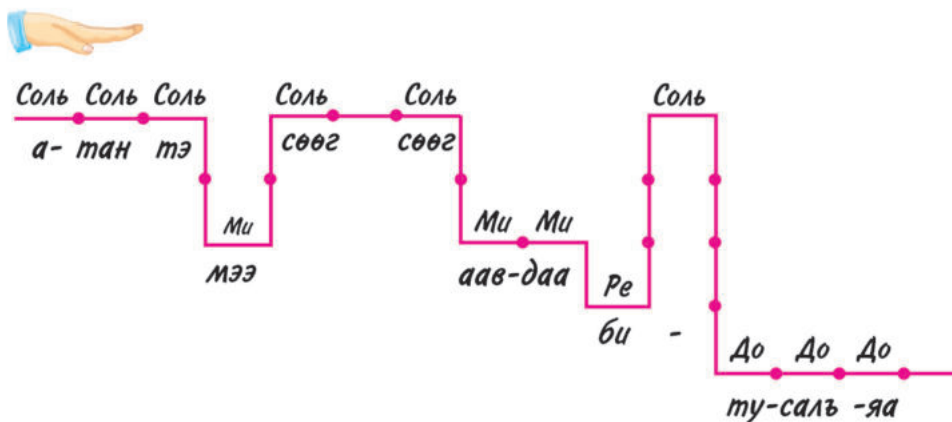 Соль Соль Соль Соль Соль Соль
а- тан тэ сөөг сөөг
Ми Ми Ми
мээ аав-даа
Ре
би -
До До До
ту-салъ -яа